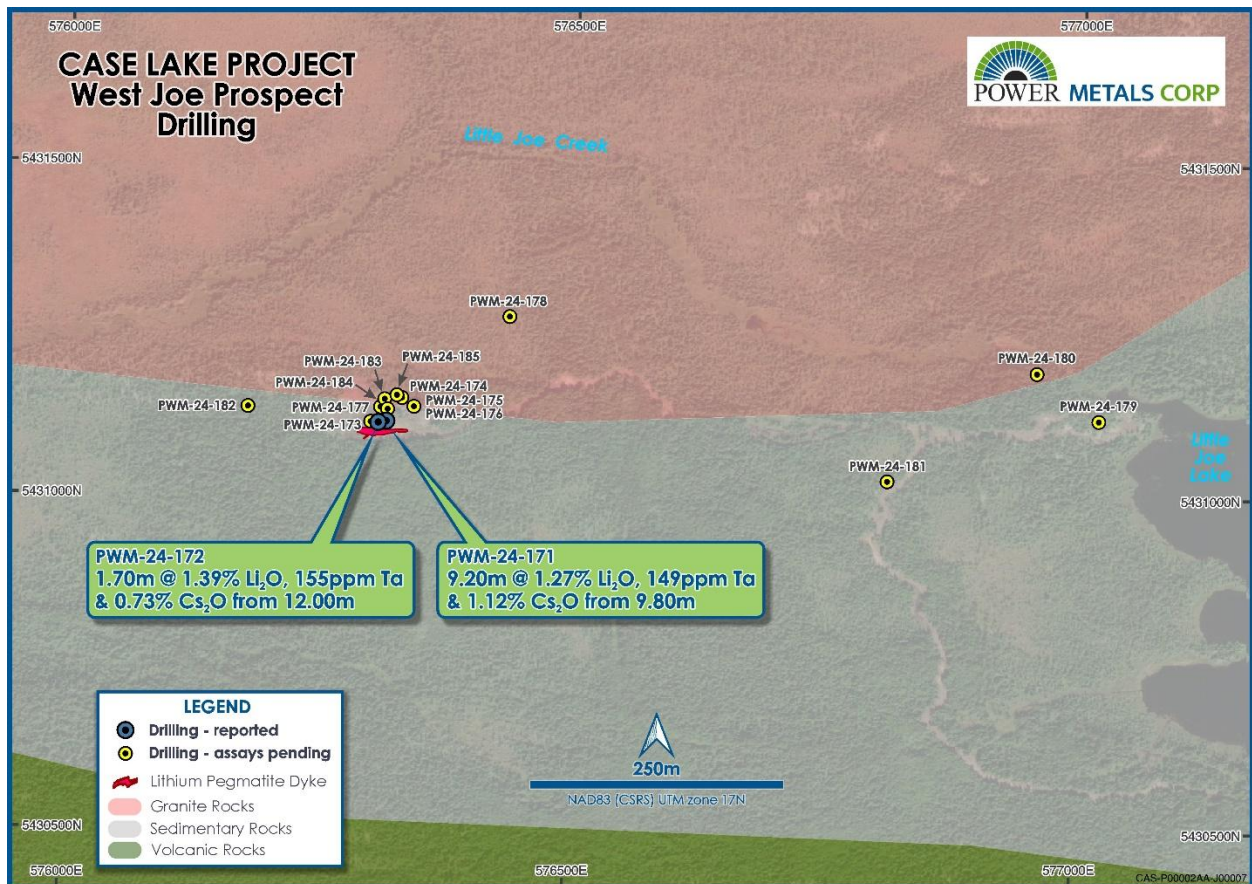 576000E
576500E
577000E
CASE LAKE PROJECT
West Joe Prospect
Drilling
POWER METALS CORP
Little Joe Creek
5431500N
5431500N
PWM-24-178
PWM-24-183
PWM-24-185
PWM-24-180
PWM-24-184
PWM-24-174
PWM-24-182
PWM-24-177
PWM-24-175
PWM-24-179
PWM-24-173
PWM-24-176
Little
Joe
Lake
PWM-24-181
5431000N
5431000N
PWM-24-172
1.70m @ 1.39% Li₂O, 155ppm Ta
& 0.73% Cs₂O from 12.00m
PWM-24-171
9.20m @ 1.27% Li₂O, 149ppm Ta
& 1.12% Cs₂O from 9.80m
LEGEND
Drilling - reported
Drilling - assays pending
Lithium Pegmatite Dyke
Granite Rocks
Sedimentary Rocks
Volcanic Rocks
250m
NAD83 (CSRS) UTM zone 17N
5430500N
5430500N
576000E
576500E
577000E
CAS-P00002AA-J00007